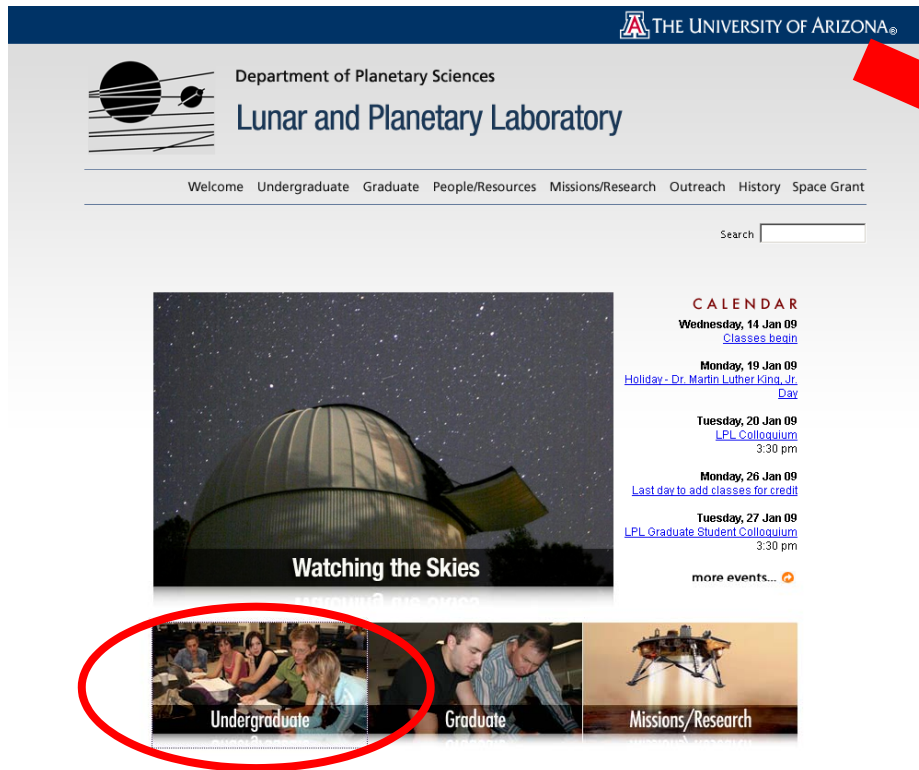 THE UNIVERSITY OF ARIZONA®
Department of Planetary Sciences
Lunar and Planetary Laboratory
Welcome Undergraduate Graduate People/Resources Missions/Research Outreach History Space Grant
Search
CALENDAR
Wednesday, 14 Jan 09
Classes begin
Monday, 19 Jan 09
Holiday - Dr. Martin Luther King, Jr.
Day
Tuesday, 20 Jan 09
LPL Colloquium
3:30 pm
Monday, 26 Jan 09
Last day to add classes for credit
Tuesday, 27 Jan 09
LPL Graduate Student Colloquium
3:30 pm
more events...
Watching the Skies
Undergraduate Graduate Missions/Research